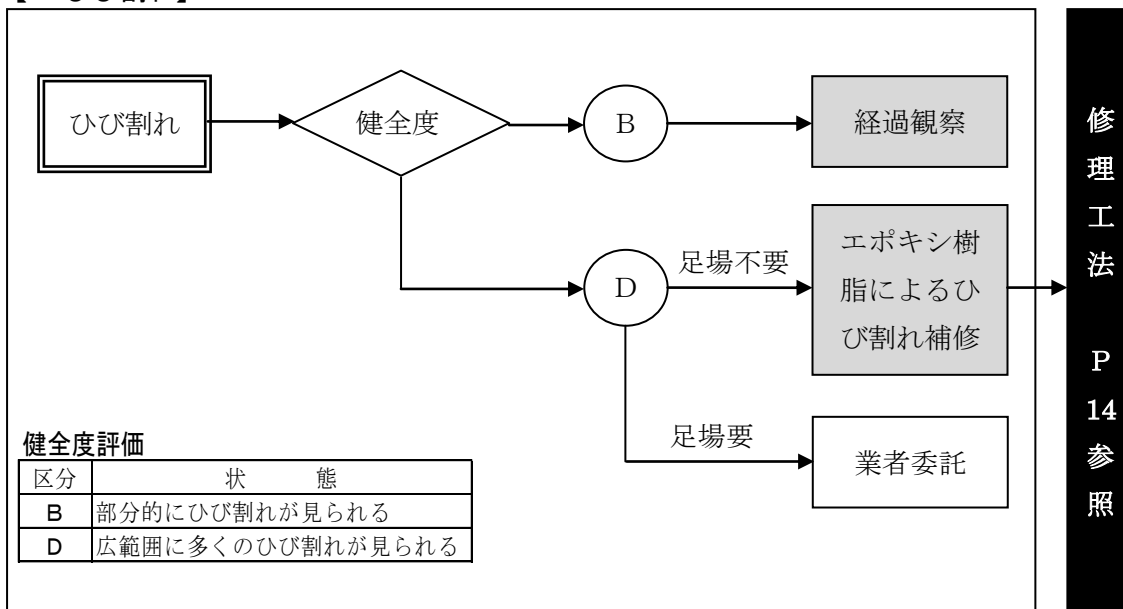 ひび割れ
健全度
B
経過観察
D
足場不要
エポキシ樹
脂によるひ
び割れ補修
足場要
業者委託
健全度評価
区分 状態
B 部分的にひび割れが見られる
D 広範囲に多くのひび割れが見られる
修理工法 P14参照